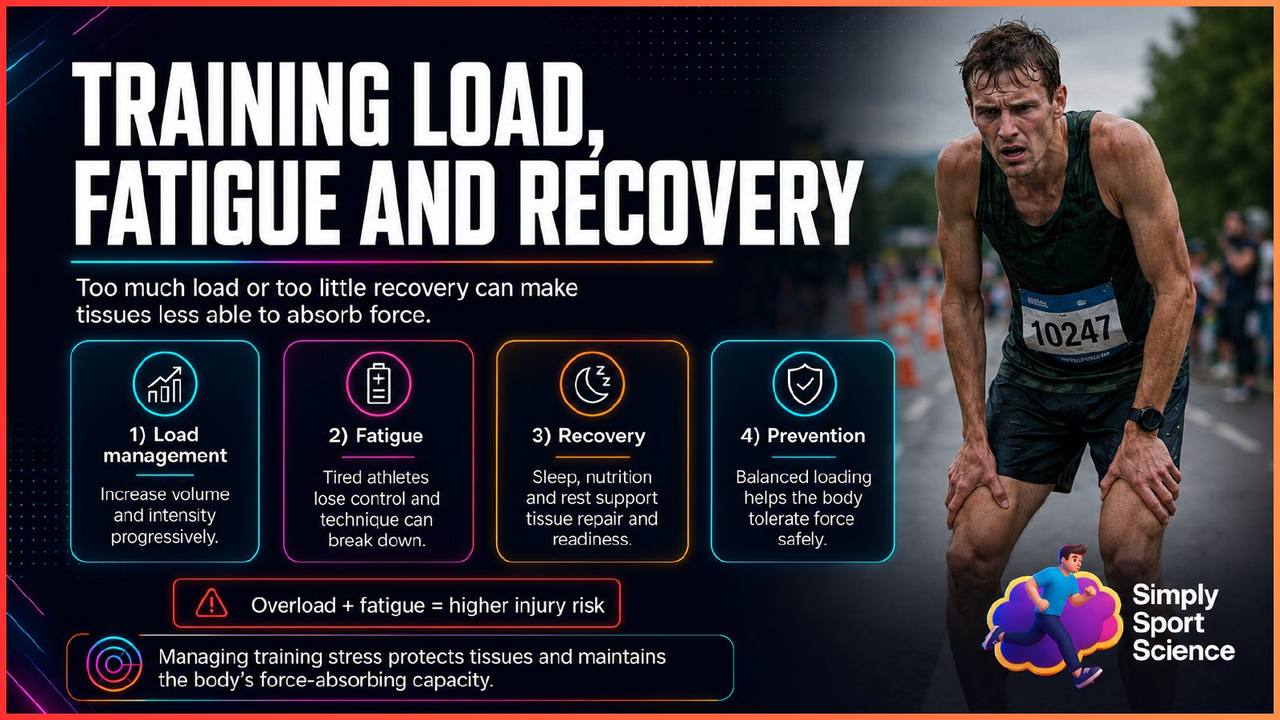 TRAINING LOAD,
FATIGUE AND RECOVERY
Too much load or too little recovery can make
tissues less able to absorb force.
1) Load
management
Increase volume
and intensity
progressively.
2) Fatigue
Tired athletes
lose control and
technique can
break down.
3) Recovery
Sleep, nutrition
and rest support
tissue repair and
readiness.
4) Prevention
Balanced loading
helps the body
tolerate force
safely.
Overload + fatigue = higher injury risk
Managing training stress protects tissues and maintains
the body's force-absorbing capacity.
10247
Simply
Sport
Science